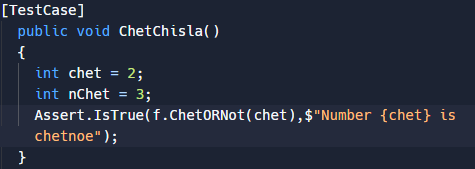 [TestCase]
public void ChetChisla()
{
int chet = 2;
int nChet = 3;
Assert.IsTrue(f.ChetORNot(chet),$"Number {chet} is
chetnoe");
}